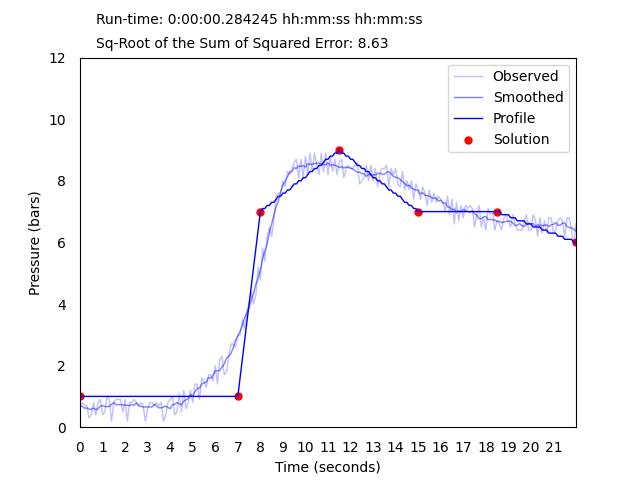 Run-time: 0:00:00.284245 hh:mm:ss hh:mm:ss
Sq-Root of the Sum of Squared Error: 8.63
12
10
8
6
4
2
0
Pressure (bars)
Observed
Smoothed
Profile
Solution
0 1 2 3 4 5 6 7 8 9 10 11 12 13 14 15 16 17 18 19 20 21
Time (seconds)